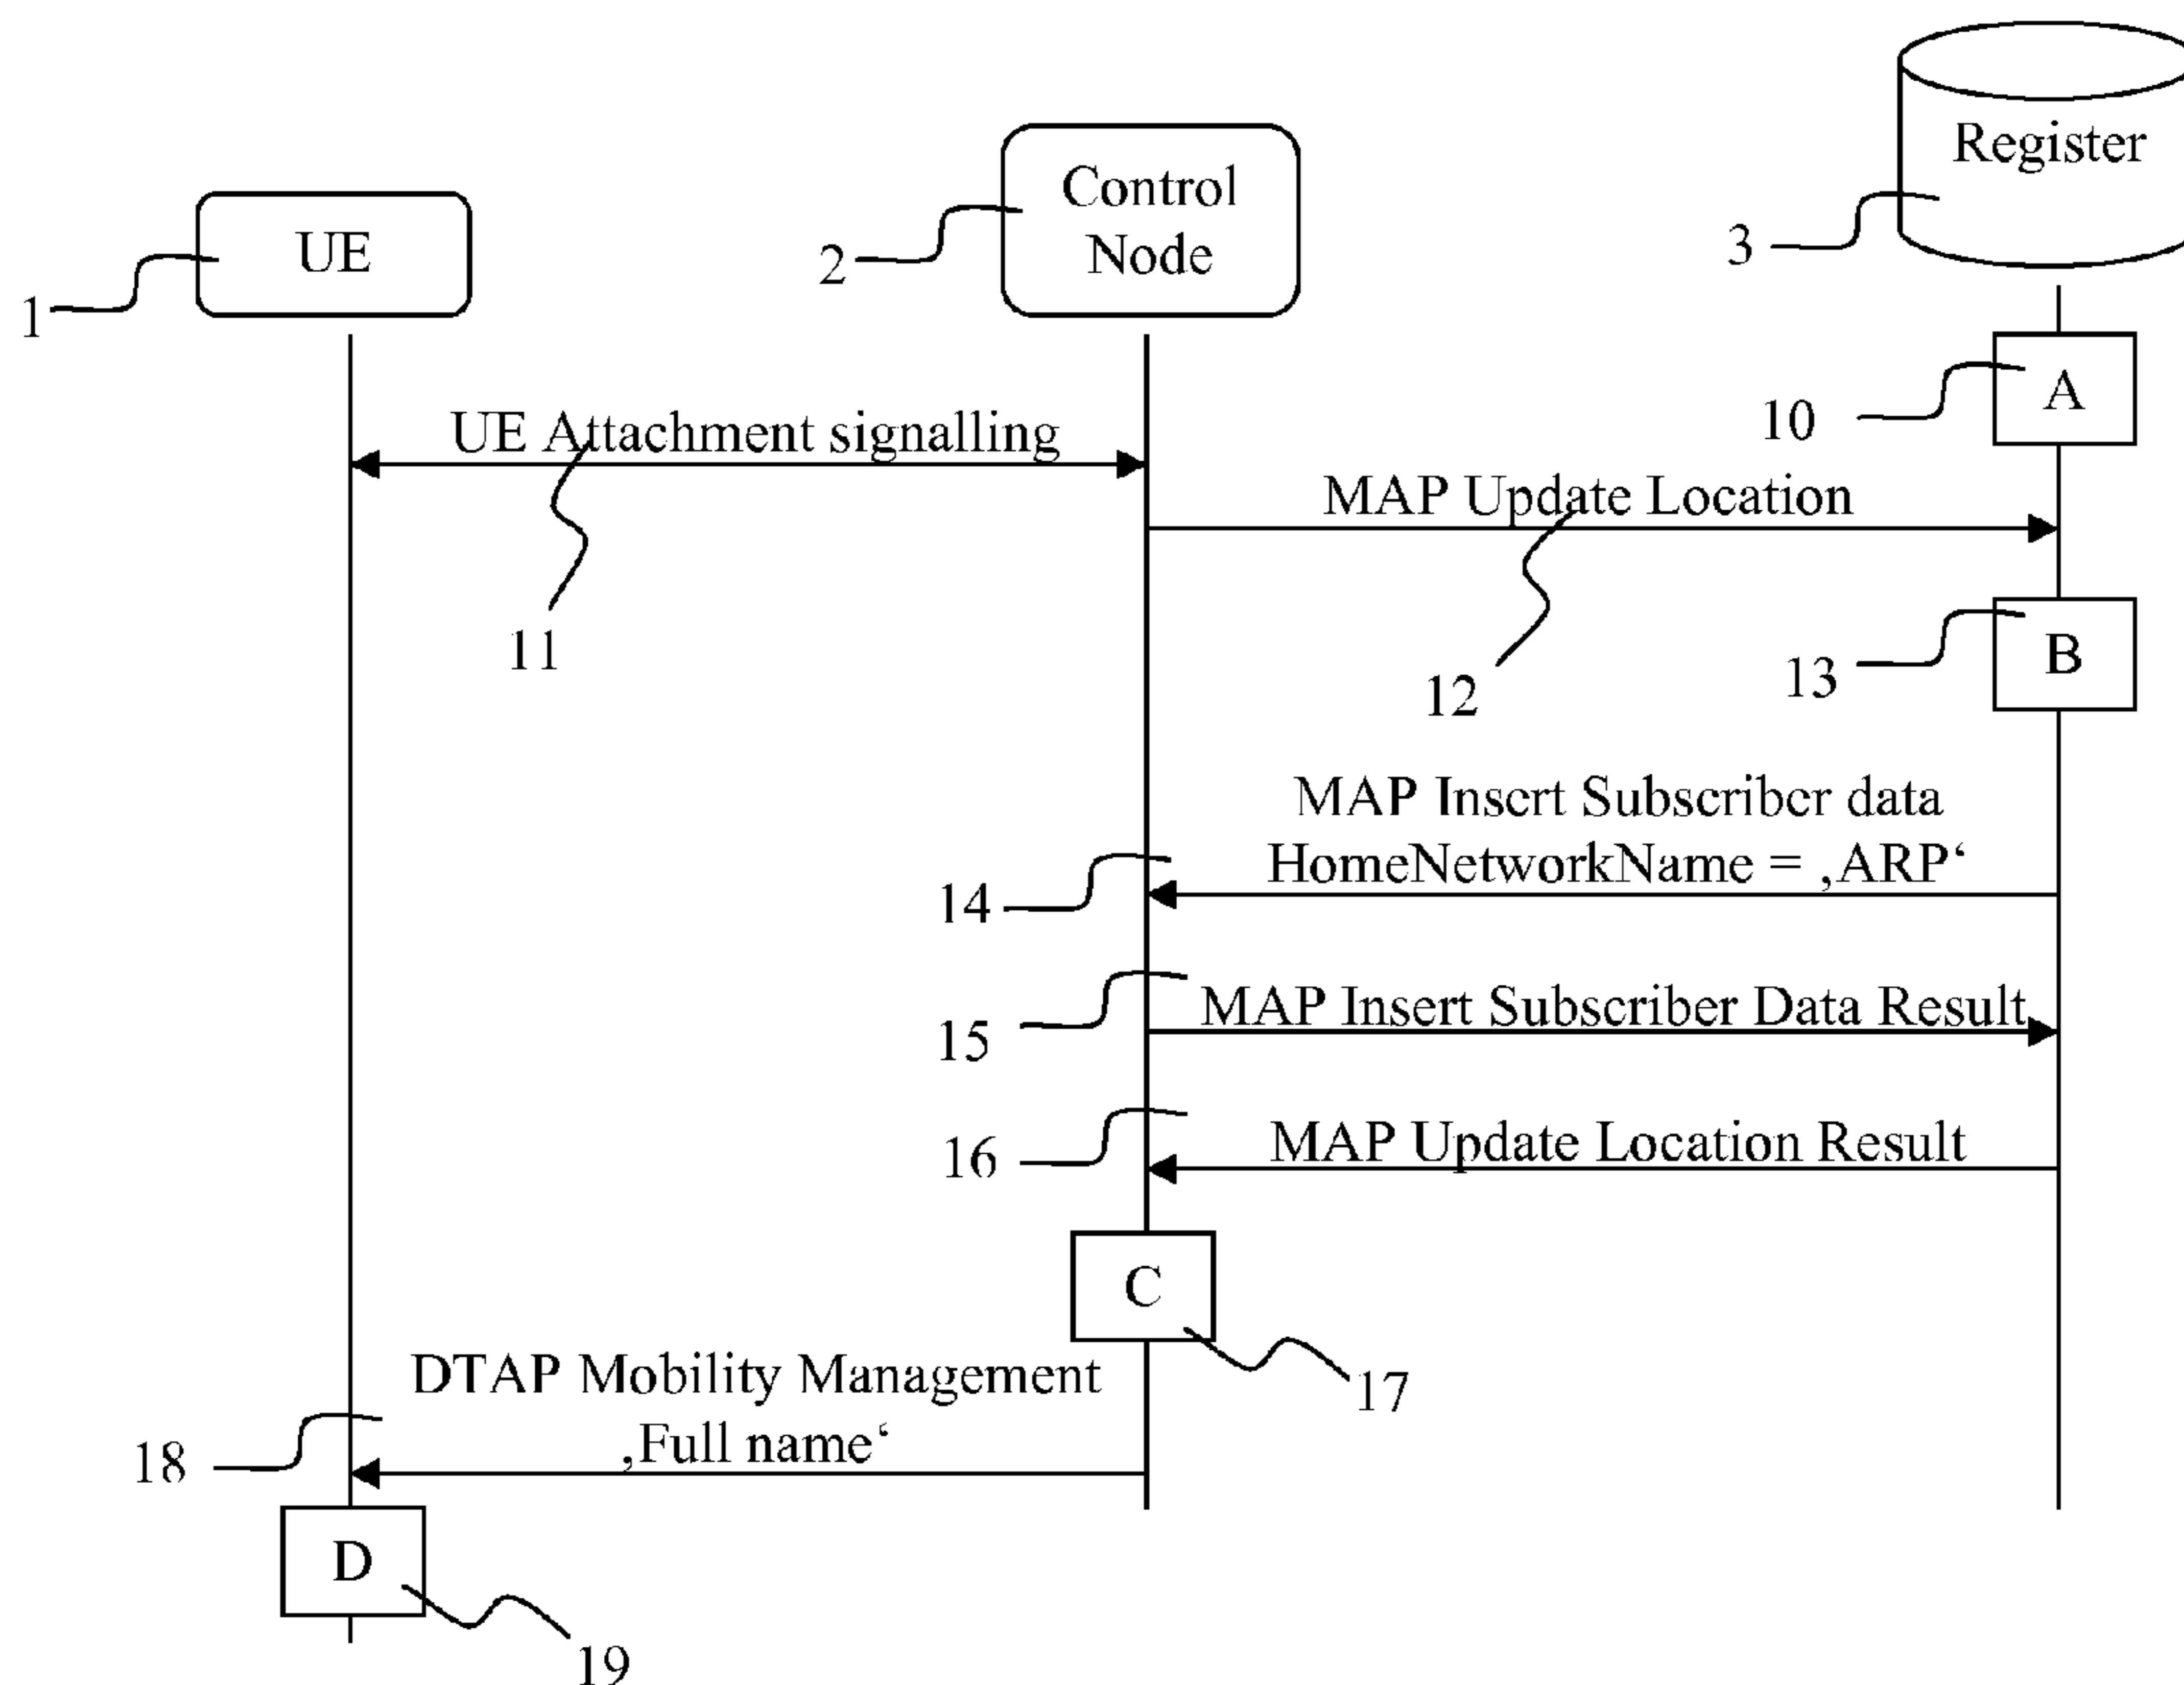 Register
Control
Node
UE
3
2
1
A
10
UE Attachment signalling
MAP Update Location
11
12
B
13
MAP Insert Subscriber data
HomeNetworkName = ‚ARP‘
14
MAP Insert Subscriber Data Result
15
MAP Update Location Result
16
C
17
DTAP Mobility Management
‚Full name‘
18
D
19